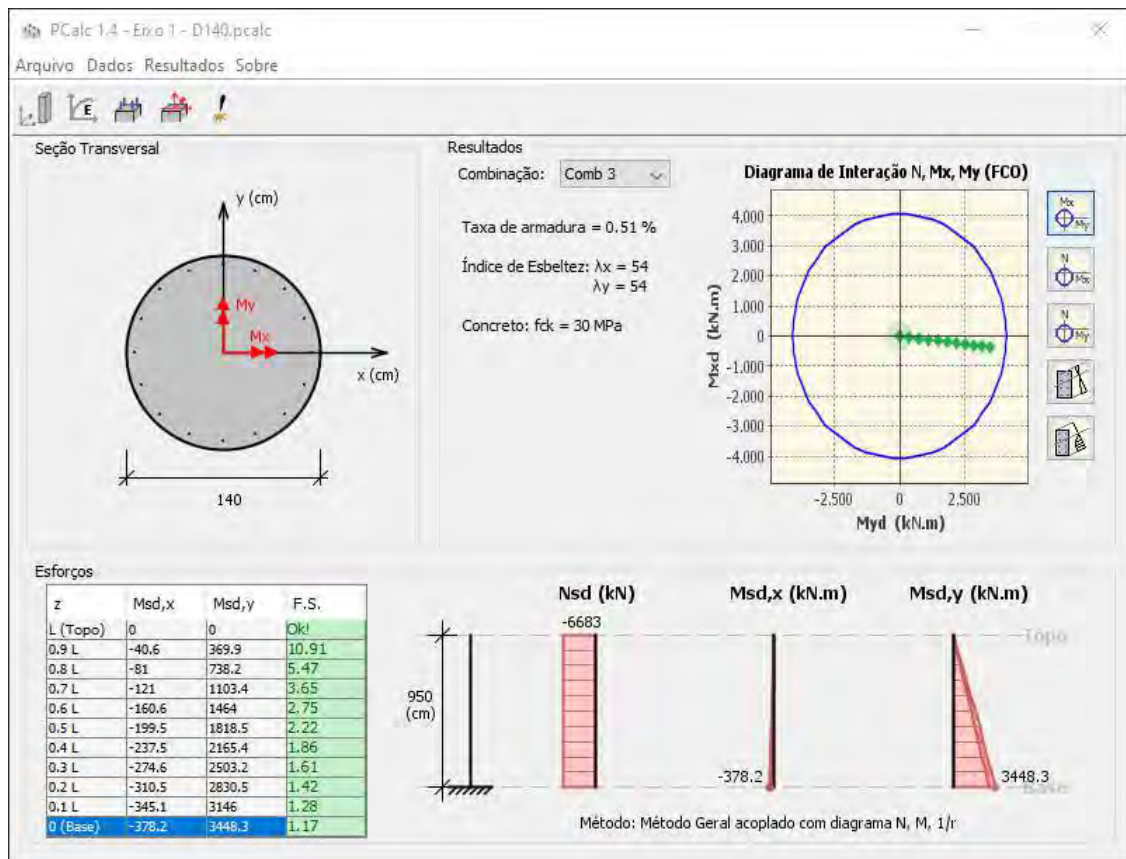 PCalc 1.4 - Eixo 1 - D140.pcalc
Arquivo Dados Resultados Sobre
E
Seção Transversal
y (cm)
My
Mx
x (cm)
140
Resultados
Combinação: Comb 3
Taxa de armadura = 0.51 %
Índice de Esbeltez: λx = 54
λy = 54
Concreto: fck = 30 MPa
Diagrama de Interação N, Mx, My (FCO)
Mxd (kN.m)
4.000
3.000
2.000
1.000
0
-1.000
-2.000
-3.000
-4.000
-2.500 0 2.500
Myd (kN.m)
Mx
My
N
Mx
N
My
Esforços
z Msd,x Msd,y F.S.
L (Topo) 0 0 Ok!
0.9 L -40.6 369.9 10.91
0.8 L -81 738.2 5.47
0.7 L -121 1103.4 3.65
0.6 L -160.6 1464 2.75
0.5 L -199.5 1818.5 2.22
0.4 L -237.5 2165.4 1.86
0.3 L -274.6 2503.2 1.61
0.2 L -310.5 2830.5 1.42
0.1 L -345.1 3146 1.28
0 (Base) -378.2 3448.3 1.17
950
(cm)
Nsd (kN) Msd,x (kN.m) Msd,y (kN.m)
-6683
Topo
-378.2 3448.3
Base
Método: Método Geral acoplado com diagrama N, M, 1/r